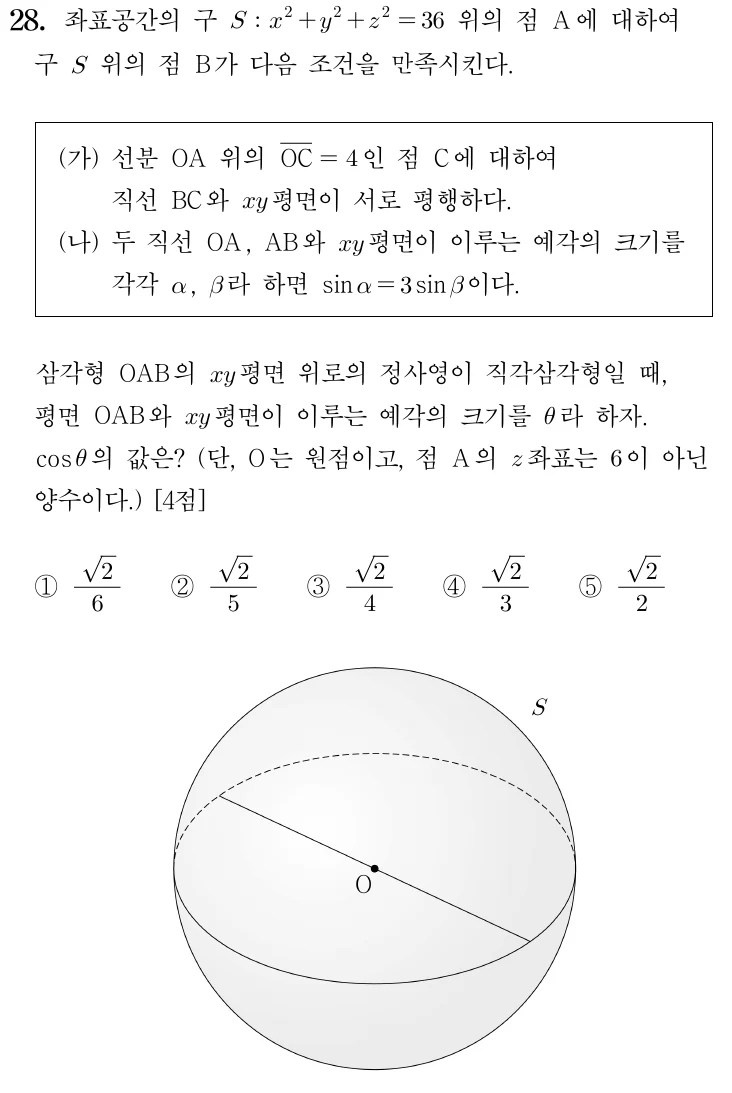 28. 좌표공간의 구 S : x²+y²+z²=36 위의 점 A에 대하여
구 S 위의 점 B가 다음 조건을 만족시킨다.
(가) 선분 OA 위의 \overline{OC}=4인 점 C에 대하여
직선 BC와 xy평면이 서로 평행하다.
(나) 두 직선 OA, AB와 xy평면이 이루는 예각의 크기를
각각 α, β라 하면 sinα=3sinβ이다.
삼각형 OAB의 xy평면 위로의 정사영이 직각삼각형일 때,
평면 OAB와 xy평면이 이루는 예각의 크기를 θ라 하자.
cosθ의 값은? (단, O는 원점이고, 점 A의 z좌표는 6이 아닌
양수이다.) [4점]
① √2/6 ② √2/5 ③ √2/4 ④ √2/3 ⑤ √2/2
S
O